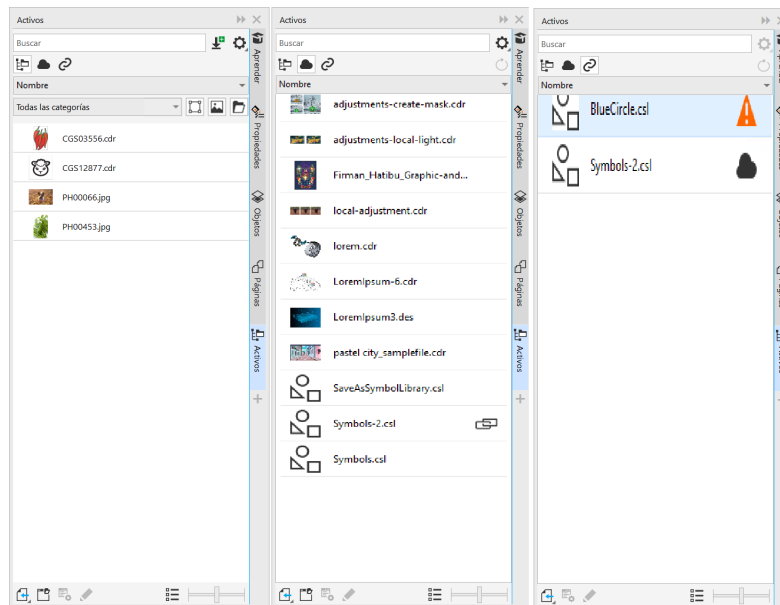 Activos
Buscar
Nombre
Todas las categorías
CGS03556.cdr
CGS12877.cdr
PH00066.jpg
PH00453.jpg
Aprender
Propiedades
Objetos
Páginas
Activos
Activos
Buscar
Nombre
adjustments-create-mask.cdr
adjustments-local-light.cdr
Firman_Hatibu_Graphic-and...
local-adjustment.cdr
lorem.cdr
LoremIpsum-6.cdr
LoremIpsum3.des
pastel city_samplefile.cdr
SaveAsSymbolLibrary.csl
Symbols-2.csl
Symbols.csl
Aprender
Propiedades
Objetos
Páginas
Activos
Activos
Buscar
Nombre
BlueCircle.csl
Symbols-2.csl